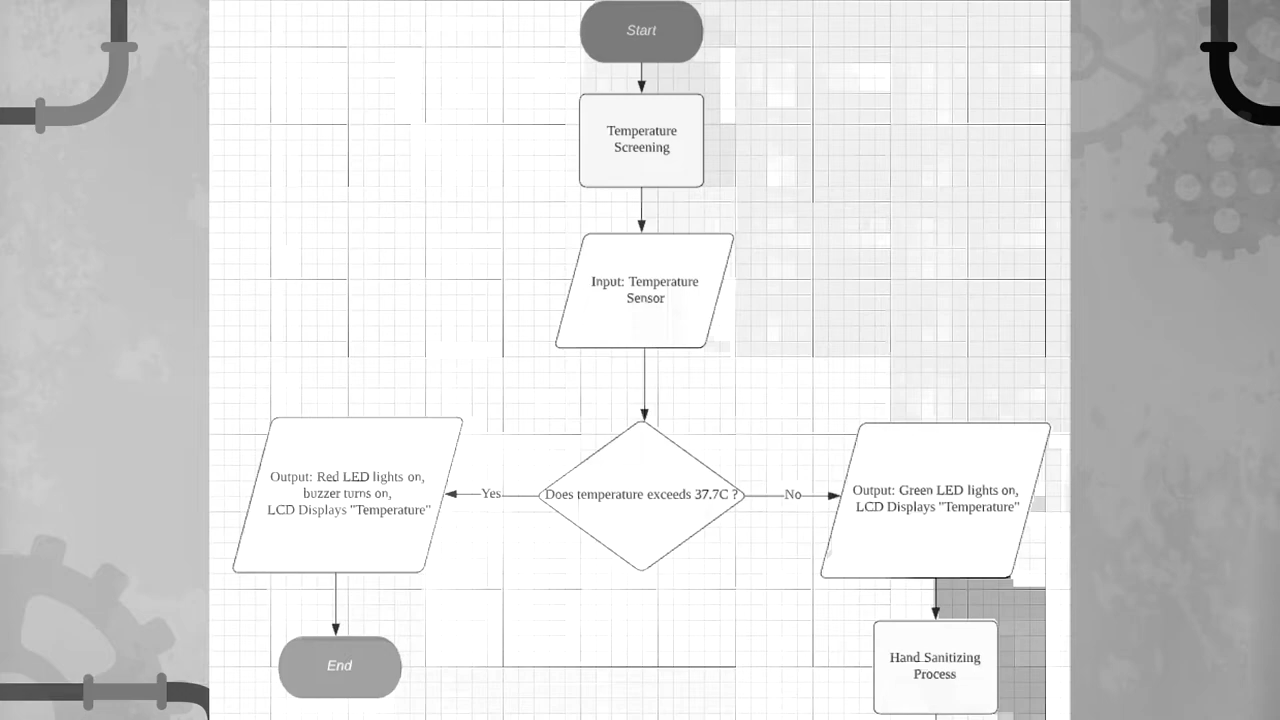 Start
Temperature
Screening
Input: Temperature
Sensor
Output: Red LED lights on,
buzzer turns on,
LCD Displays "Temperature"
Yes
Does temperature exceeds 37.7C ?
No
Output: Green LED lights on,
LCD Displays "Temperature"
End
Hand Sanitizing
Process